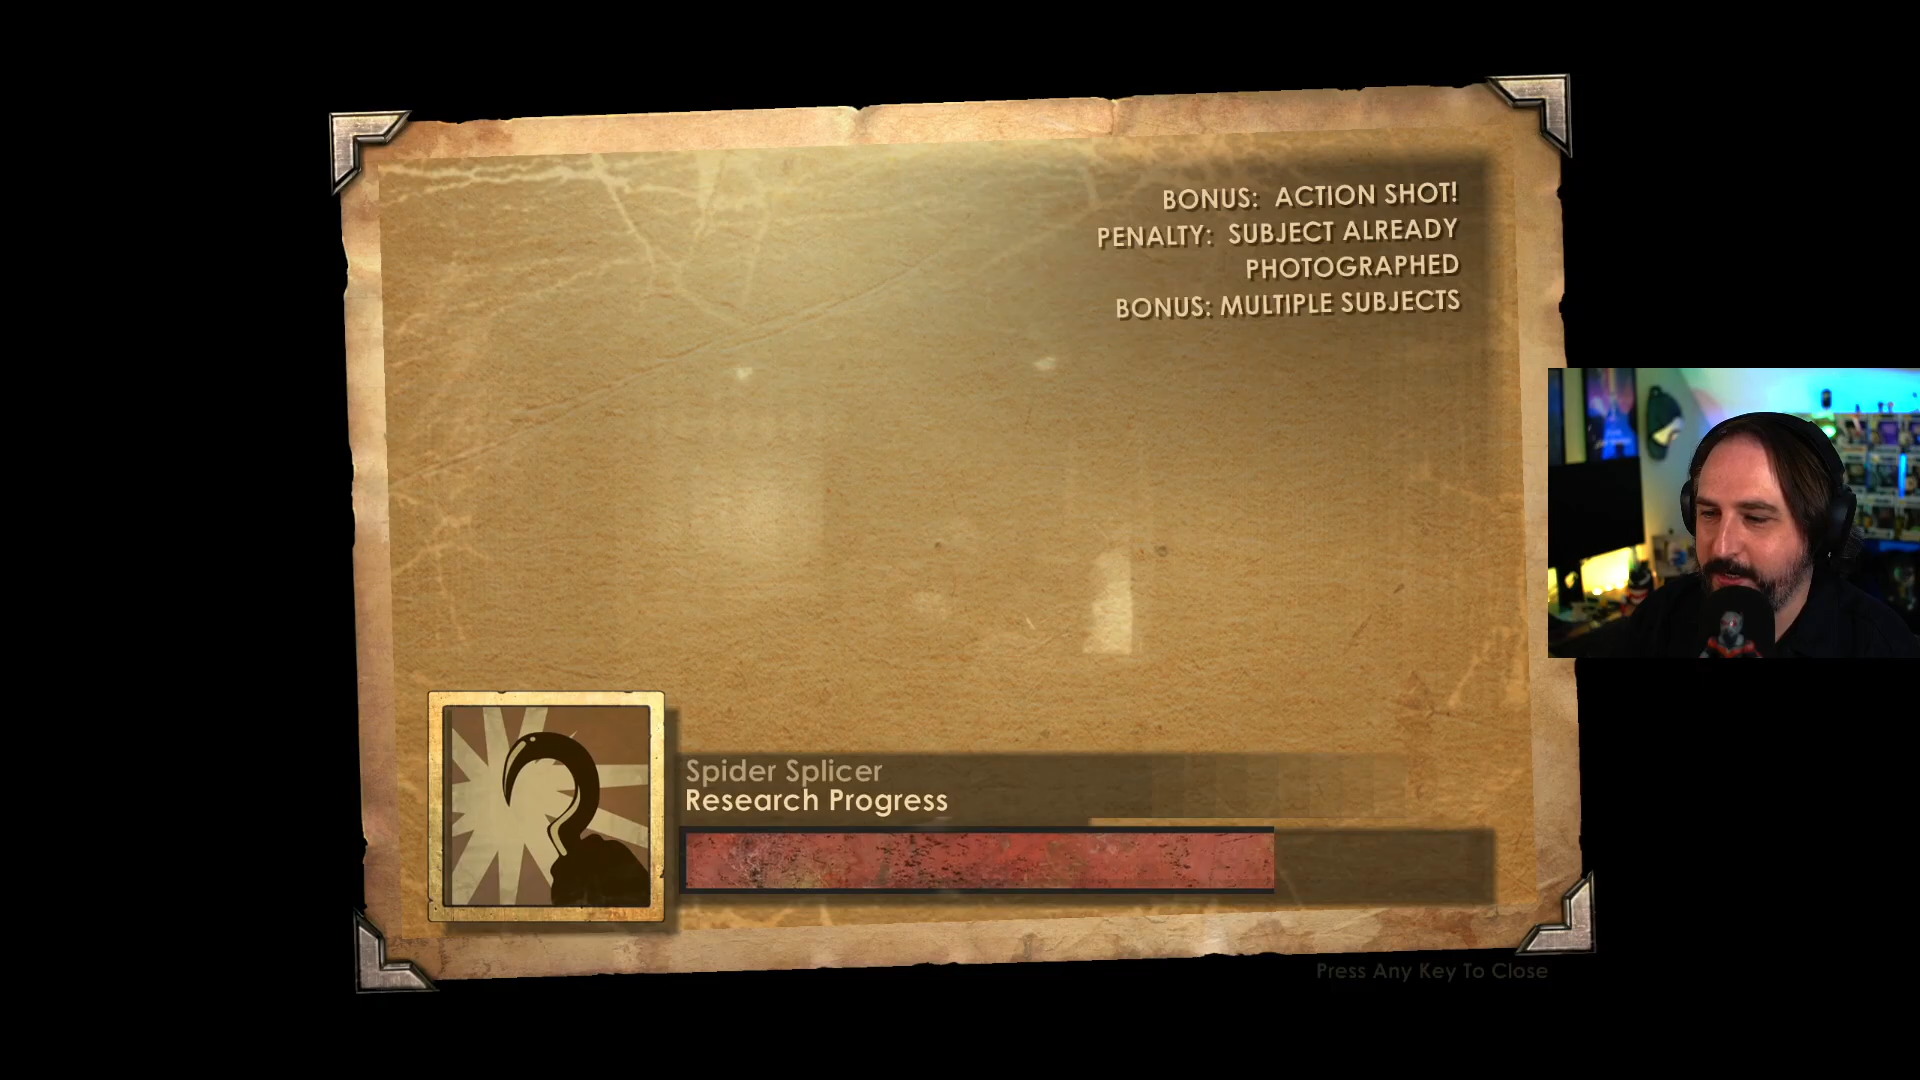 BONUS: ACTION SHOT!
PENALTY: SUBJECT ALREADY
PHOTOGRAPHED
BONUS: MULTIPLE SUBJECTS
Spider Splicer
Research Progress
Press Any Key To Close